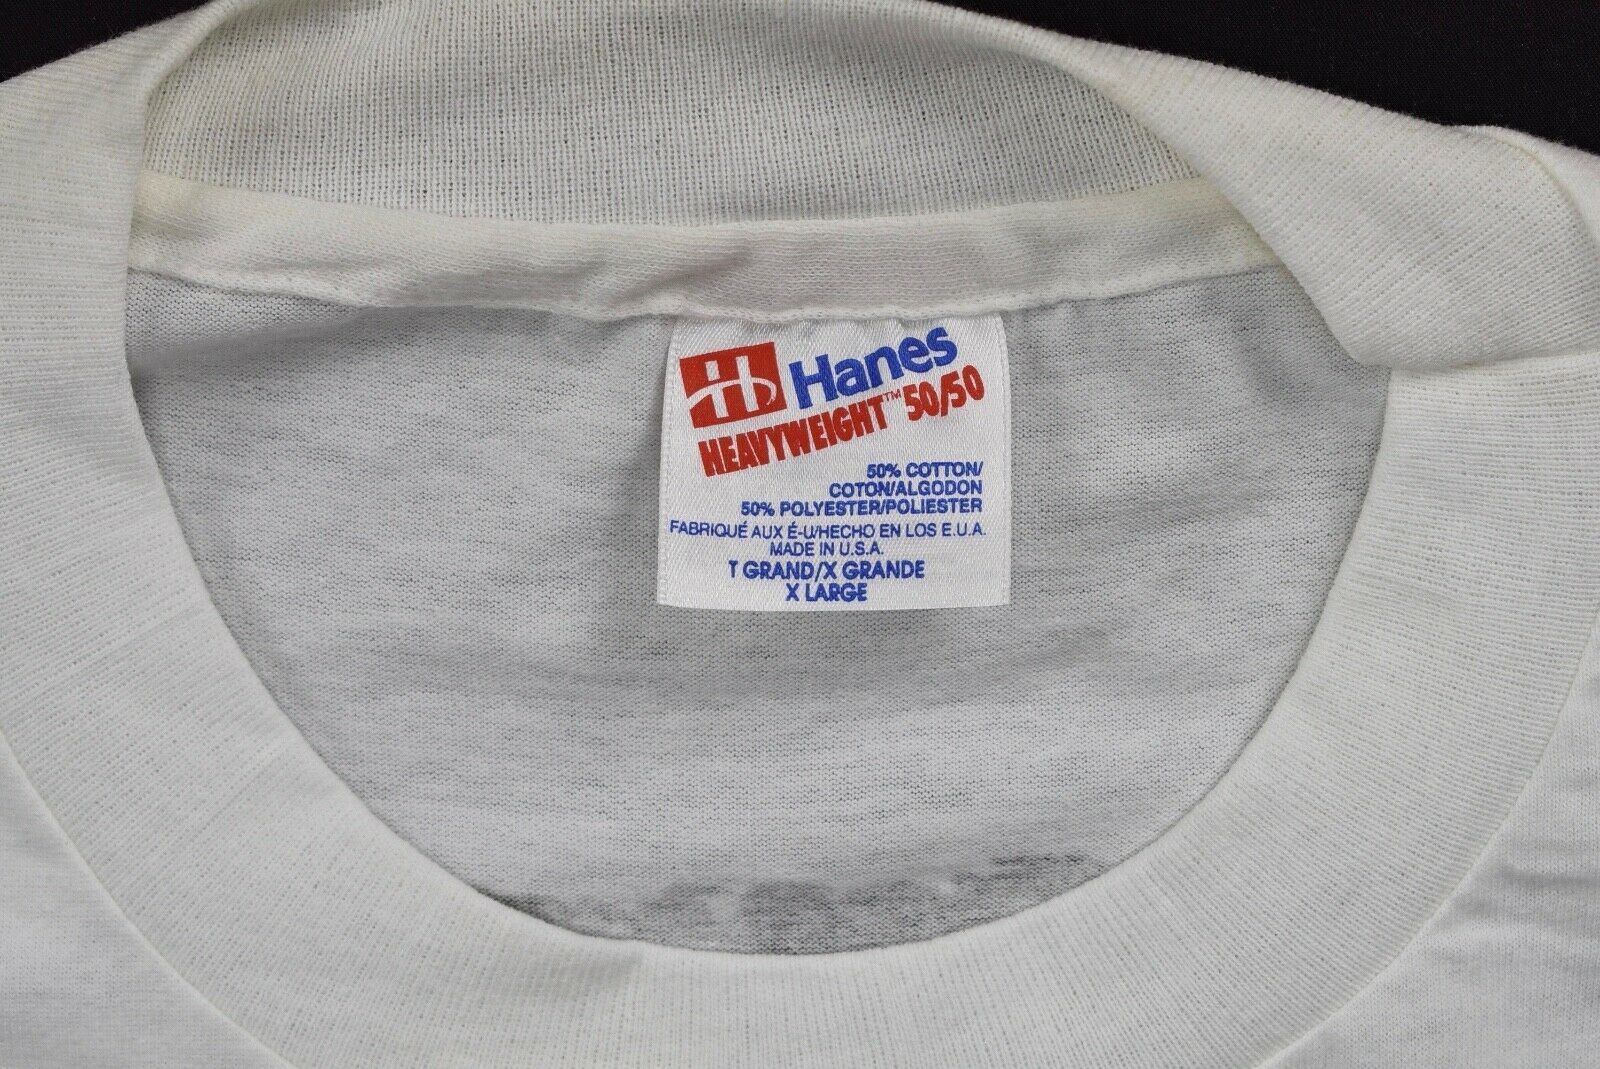 Hanes
HEAVYWEIGHT™ 50/50
50% COTTON/
COTON/ALGODON
50% POLYESTER/POLIESTER
FABRIQUÉ AUX É-U/HECHO EN LOS E.U.A.
MADE IN U.S.A.
T GRAND/X GRANDE
X LARGE